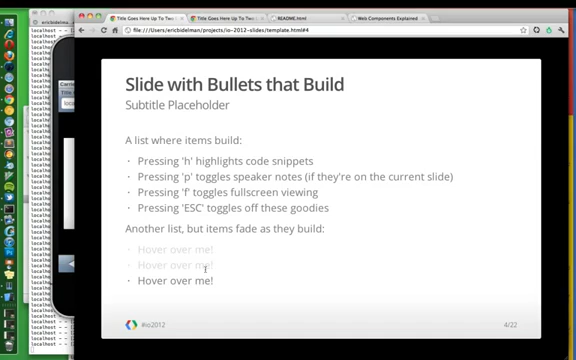 ericbidelma
localhost
Title Goes Here Up To Two
Title Goes Here Up To Two
README.html
Web Components Explained
file:///Users/ericbidelman/projects/io-2012-slides/template.html#4
Slide with Bullets that Build
Subtitle Placeholder
A list where items build:
· Pressing 'h' highlights code snippets
· Pressing 'p' toggles speaker notes (if they're on the current slide)
· Pressing 'f' toggles fullscreen viewing
· Pressing 'ESC' toggles off these goodies
Another list, but items fade as they build:
· Hover over me!
· Hover over me!
· Hover over me!
#io2012
4/22